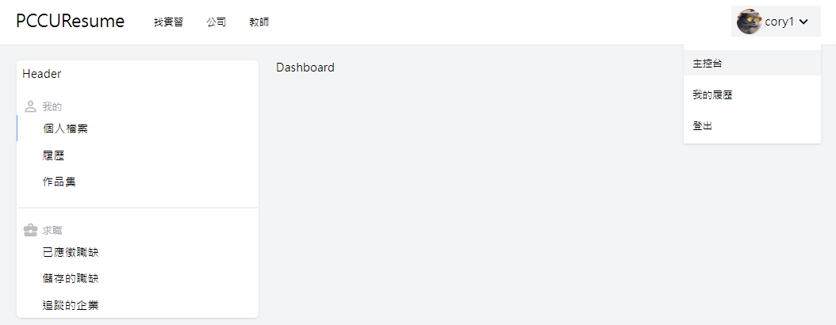 PCCUResume
找實習
公司
教師
cory1
主控台
我的履歷
登出
Header
我的
個人檔案
履歷
作品集
求職
已應徵職缺
儲存的職缺
追蹤的企業
Dashboard